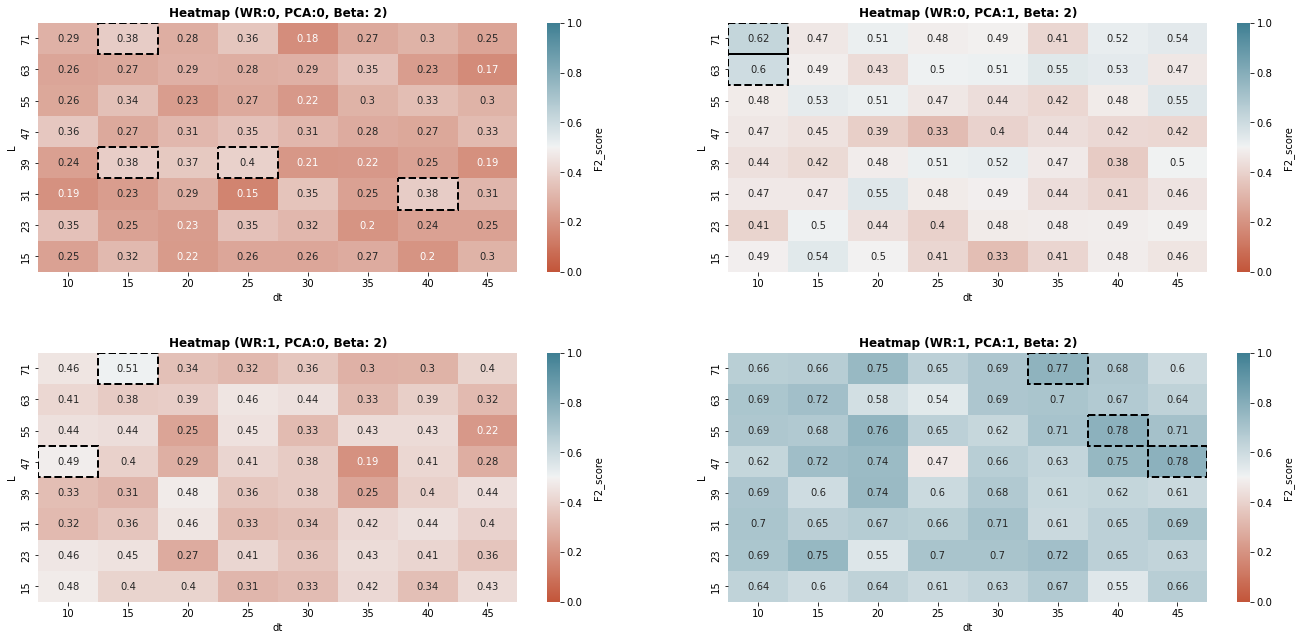 Heatmap (WR:0, PCA:0, Beta: 2)
71 0.29 0.38 0.28 0.36 0.18 0.27 0.3 0.25
63 0.26 0.27 0.29 0.28 0.29 0.35 0.23 0.17
55 0.26 0.34 0.23 0.27 0.22 0.3 0.33 0.3
47 0.36 0.27 0.31 0.35 0.31 0.28 0.27 0.33
L
39 0.24 0.38 0.37 0.4 0.21 0.22 0.25 0.19
31 0.19 0.23 0.29 0.15 0.35 0.25 0.38 0.31
23 0.35 0.25 0.23 0.35 0.32 0.2 0.24 0.25
15 0.25 0.32 0.22 0.26 0.26 0.27 0.2 0.3
10 15 20 25 30 35 40 45
dt
1.0
0.8
0.6
0.4
0.2
0.0
F2_score
Heatmap (WR:0, PCA:1, Beta: 2)
71 0.62 0.47 0.51 0.48 0.49 0.41 0.52 0.54
63 0.6 0.49 0.43 0.5 0.51 0.55 0.53 0.47
55 0.48 0.53 0.51 0.47 0.44 0.42 0.48 0.55
47 0.47 0.45 0.39 0.33 0.4 0.44 0.42 0.42
L
39 0.44 0.42 0.48 0.51 0.52 0.47 0.38 0.5
31 0.47 0.47 0.55 0.48 0.49 0.44 0.41 0.46
23 0.41 0.5 0.44 0.4 0.48 0.48 0.49 0.49
15 0.49 0.54 0.5 0.41 0.33 0.41 0.48 0.46
10 15 20 25 30 35 40 45
dt
1.0
0.8
0.6
0.4
0.2
0.0
F2_score
Heatmap (WR:1, PCA:0, Beta: 2)
71 0.46 0.51 0.34 0.32 0.36 0.3 0.3 0.4
63 0.41 0.38 0.39 0.46 0.44 0.33 0.39 0.32
55 0.44 0.44 0.25 0.45 0.33 0.43 0.43 0.22
47 0.49 0.4 0.29 0.41 0.38 0.19 0.41 0.28
L
39 0.33 0.31 0.48 0.36 0.38 0.25 0.4 0.44
31 0.32 0.36 0.46 0.33 0.34 0.42 0.44 0.4
23 0.46 0.45 0.27 0.41 0.36 0.43 0.41 0.36
15 0.48 0.4 0.4 0.31 0.33 0.42 0.34 0.43
10 15 20 25 30 35 40 45
dt
1.0
0.8
0.6
0.4
0.2
0.0
F2_score
Heatmap (WR:1, PCA:1, Beta: 2)
71 0.66 0.66 0.75 0.65 0.69 0.77 0.68 0.6
63 0.69 0.72 0.58 0.54 0.69 0.7 0.67 0.64
55 0.69 0.68 0.76 0.65 0.62 0.71 0.78 0.71
47 0.62 0.72 0.74 0.47 0.66 0.63 0.75 0.78
L
39 0.69 0.6 0.74 0.6 0.68 0.61 0.62 0.61
31 0.7 0.65 0.67 0.66 0.71 0.61 0.65 0.69
23 0.69 0.75 0.55 0.7 0.7 0.72 0.65 0.63
15 0.64 0.6 0.64 0.61 0.63 0.67 0.55 0.66
10 15 20 25 30 35 40 45
dt
1.0
0.8
0.6
0.4
0.2
0.0
F2_score